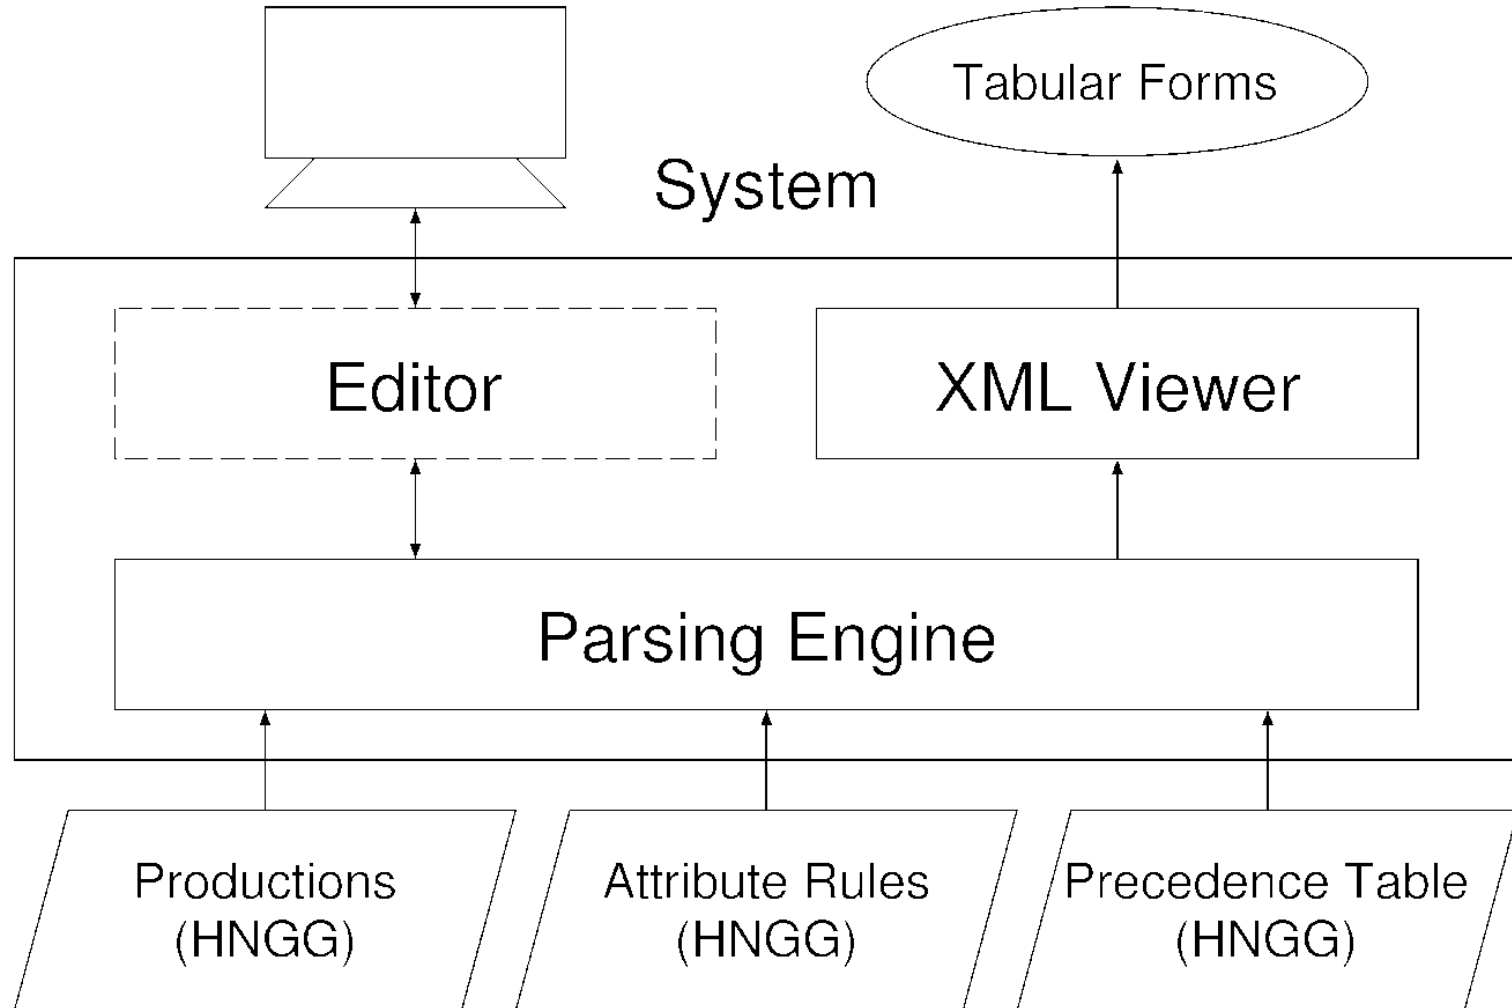 Tabular Forms
System
Editor
XML Viewer
Parsing Engine
Productions
(HNGG)
Attribute Rules
(HNGG)
Precedence Table
(HNGG)